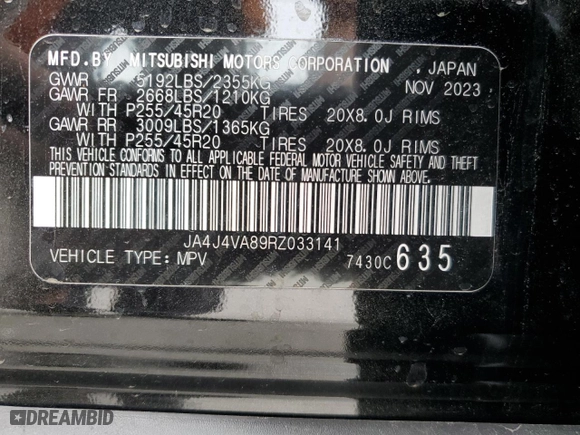 MFD.BY MITSUBISHI MOTORS CORPORATION , JAPAN
GVWR 5192LBS/2355KG NOV 2023
GAWR FR 2668LBS/1210KG
WITH P255/45R20 TIRES 20X8.0J RIMS
GAWR RR 3009LBS/1365KG
WITH P255/45R20 TIRES 20X8.0J RIMS
THIS VEHICLE CONFORMS TO ALL APPLICABLE FEDERAL MOTOR VEHICLE SAFETY AND THEFT
PREVENTION STANDARDS IN EFFECT ON THE DATE OF MANUFACTURE SHOWN ABOVE.
JA4J4VA89RZ033141
VEHICLE TYPE: MPV 7430C 635
DREAMBID